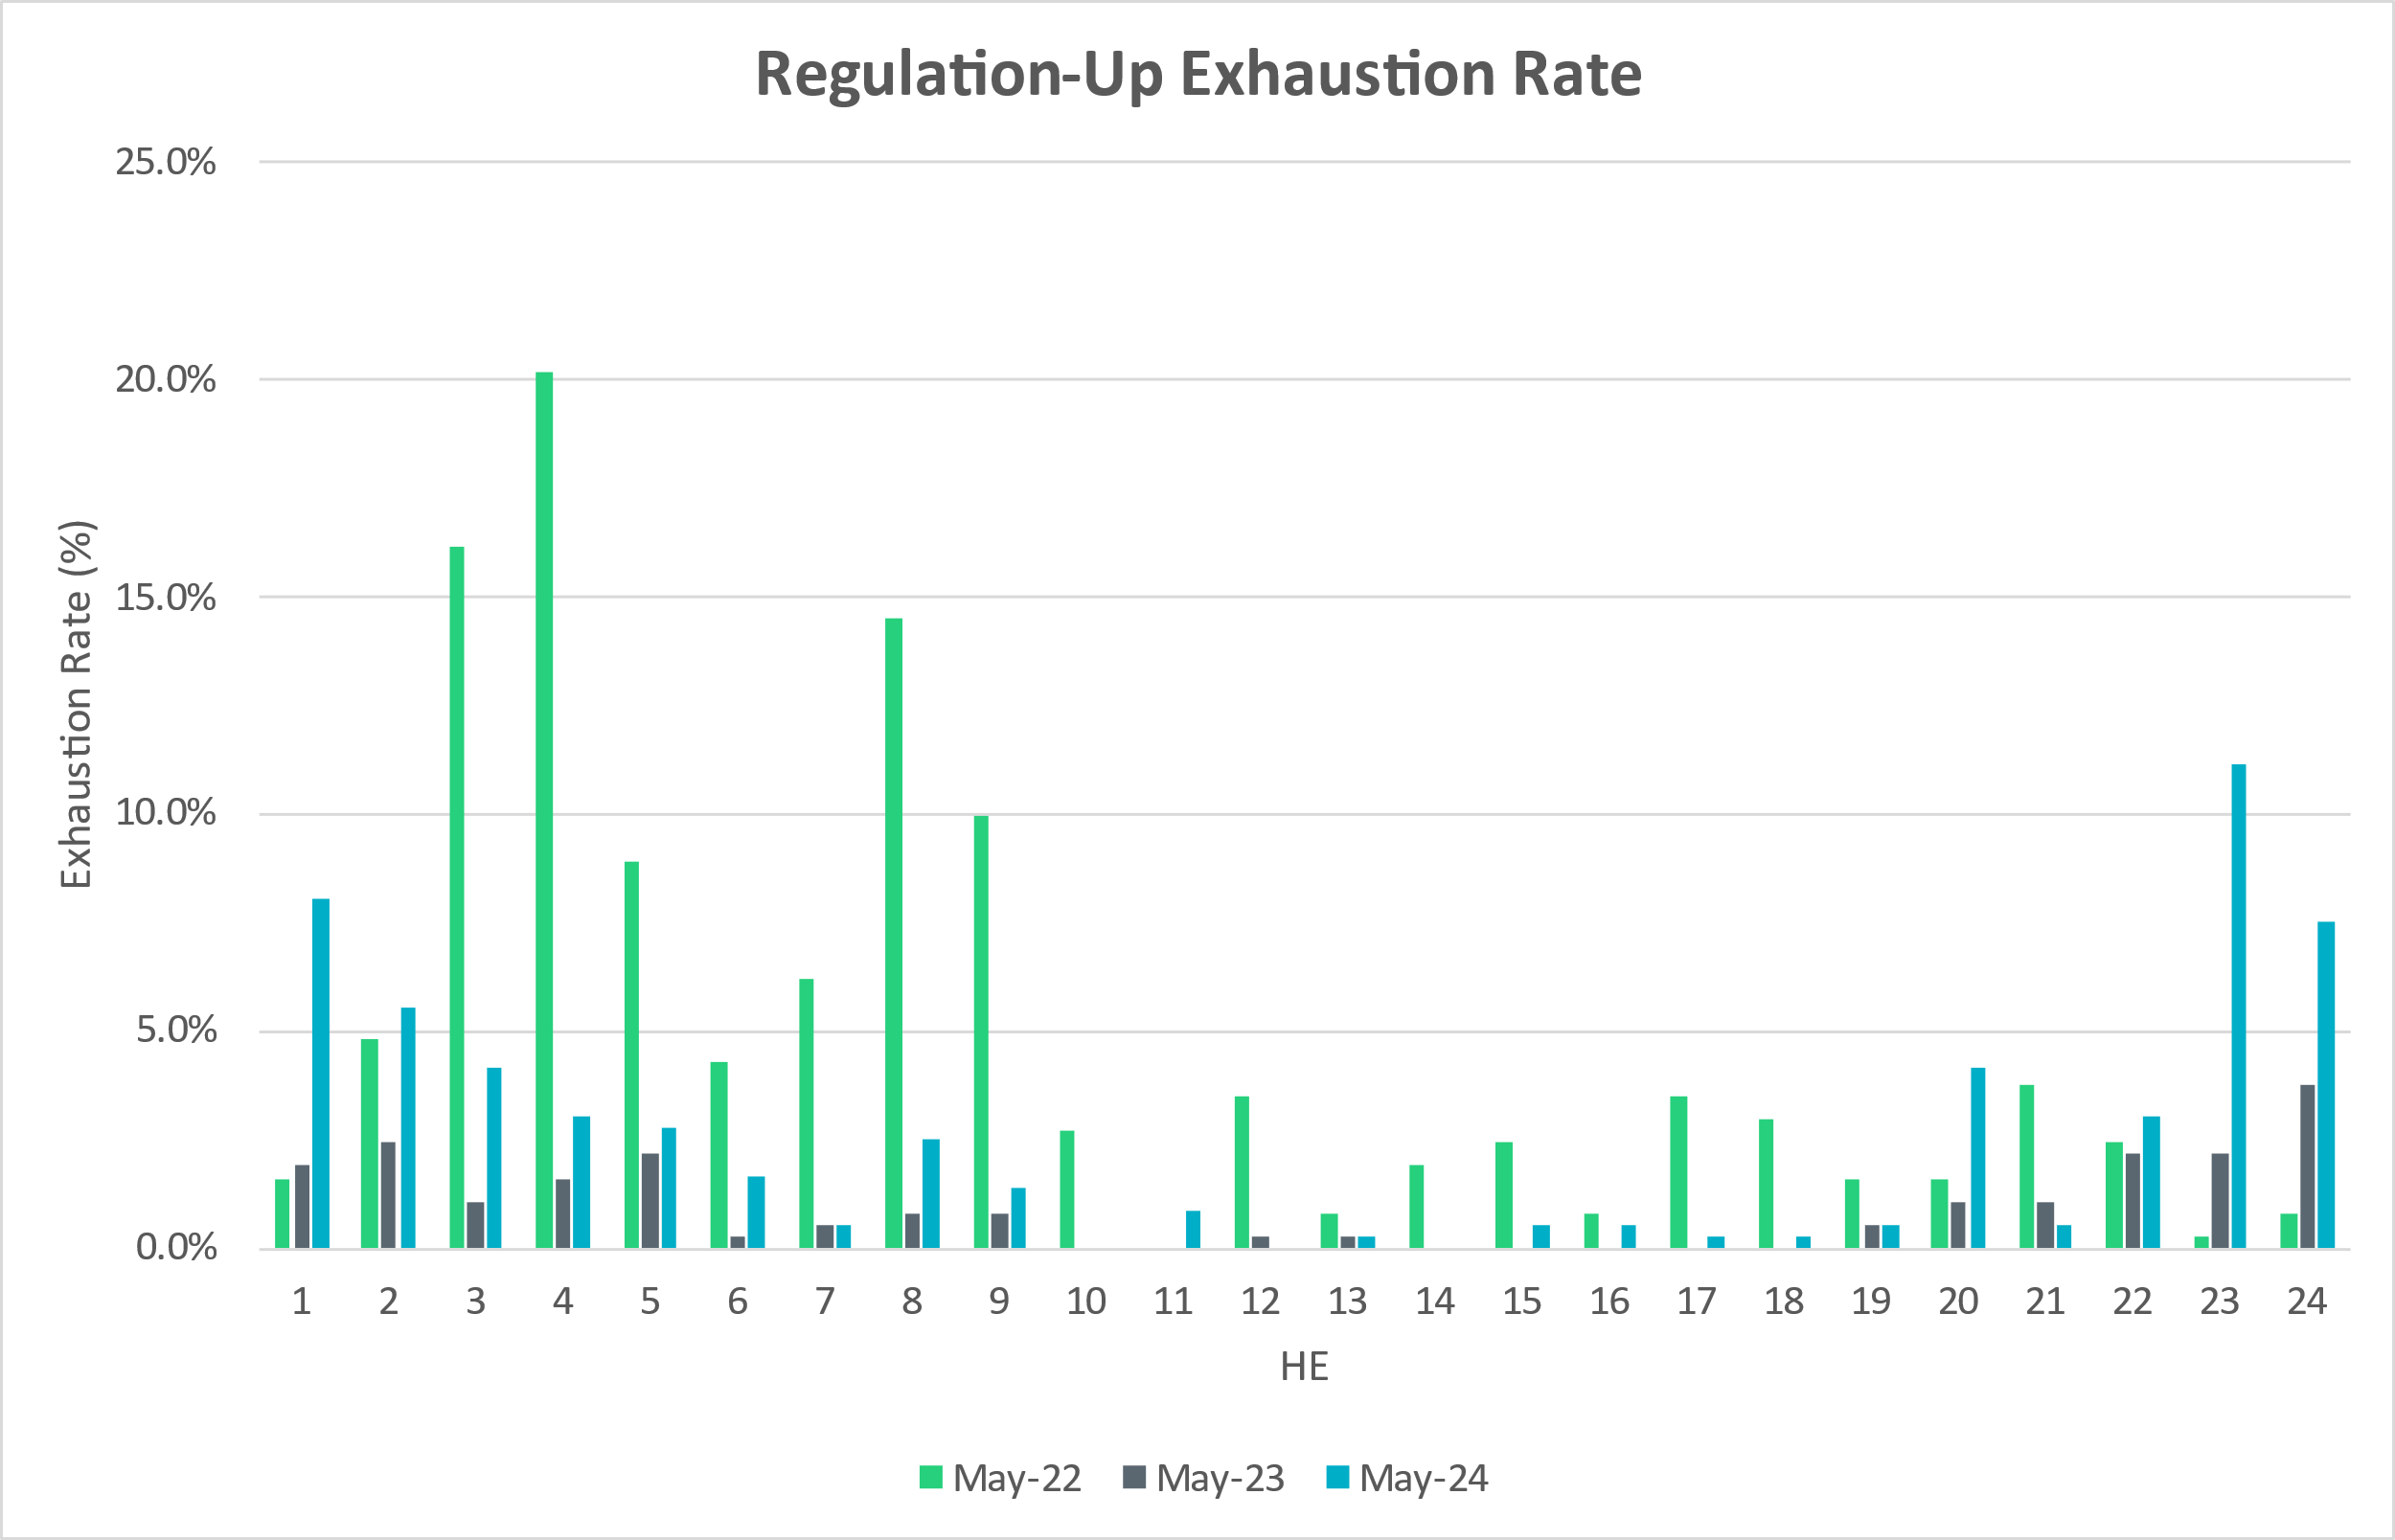 Regulation-Up Exhaustion Rate
25.0%
20.0%
15.0%
10.0%
5.0%
0.0%
Exhaustion Rate (%)
1 2 3 4 5 6 7 8 9 10 11 12 13 14 15 16 17 18 19 20 21 22 23 24
HE
May-22 May-23 May-24